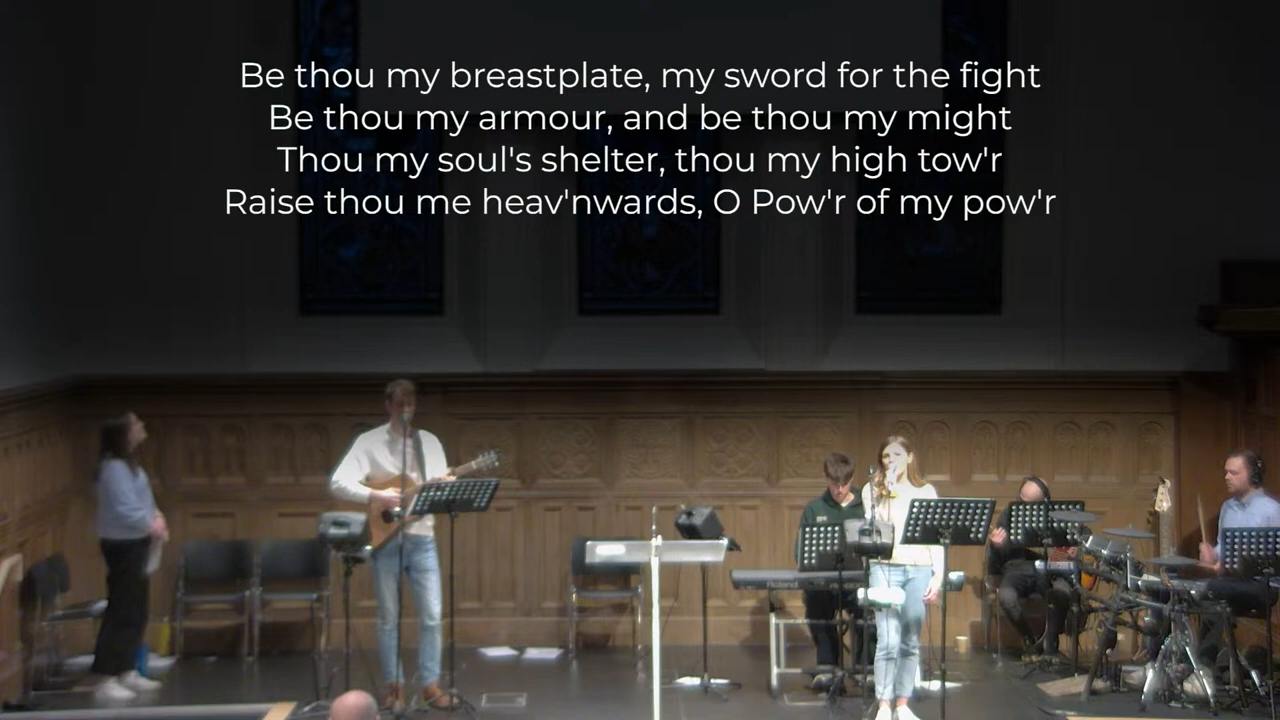 Be thou my breastplate, my sword for the fight
Be thou my armour, and be thou my might
Thou my soul's shelter, thou my high tow'r
Raise thou me heav'nwards, O Pow'r of my pow'r
Roland